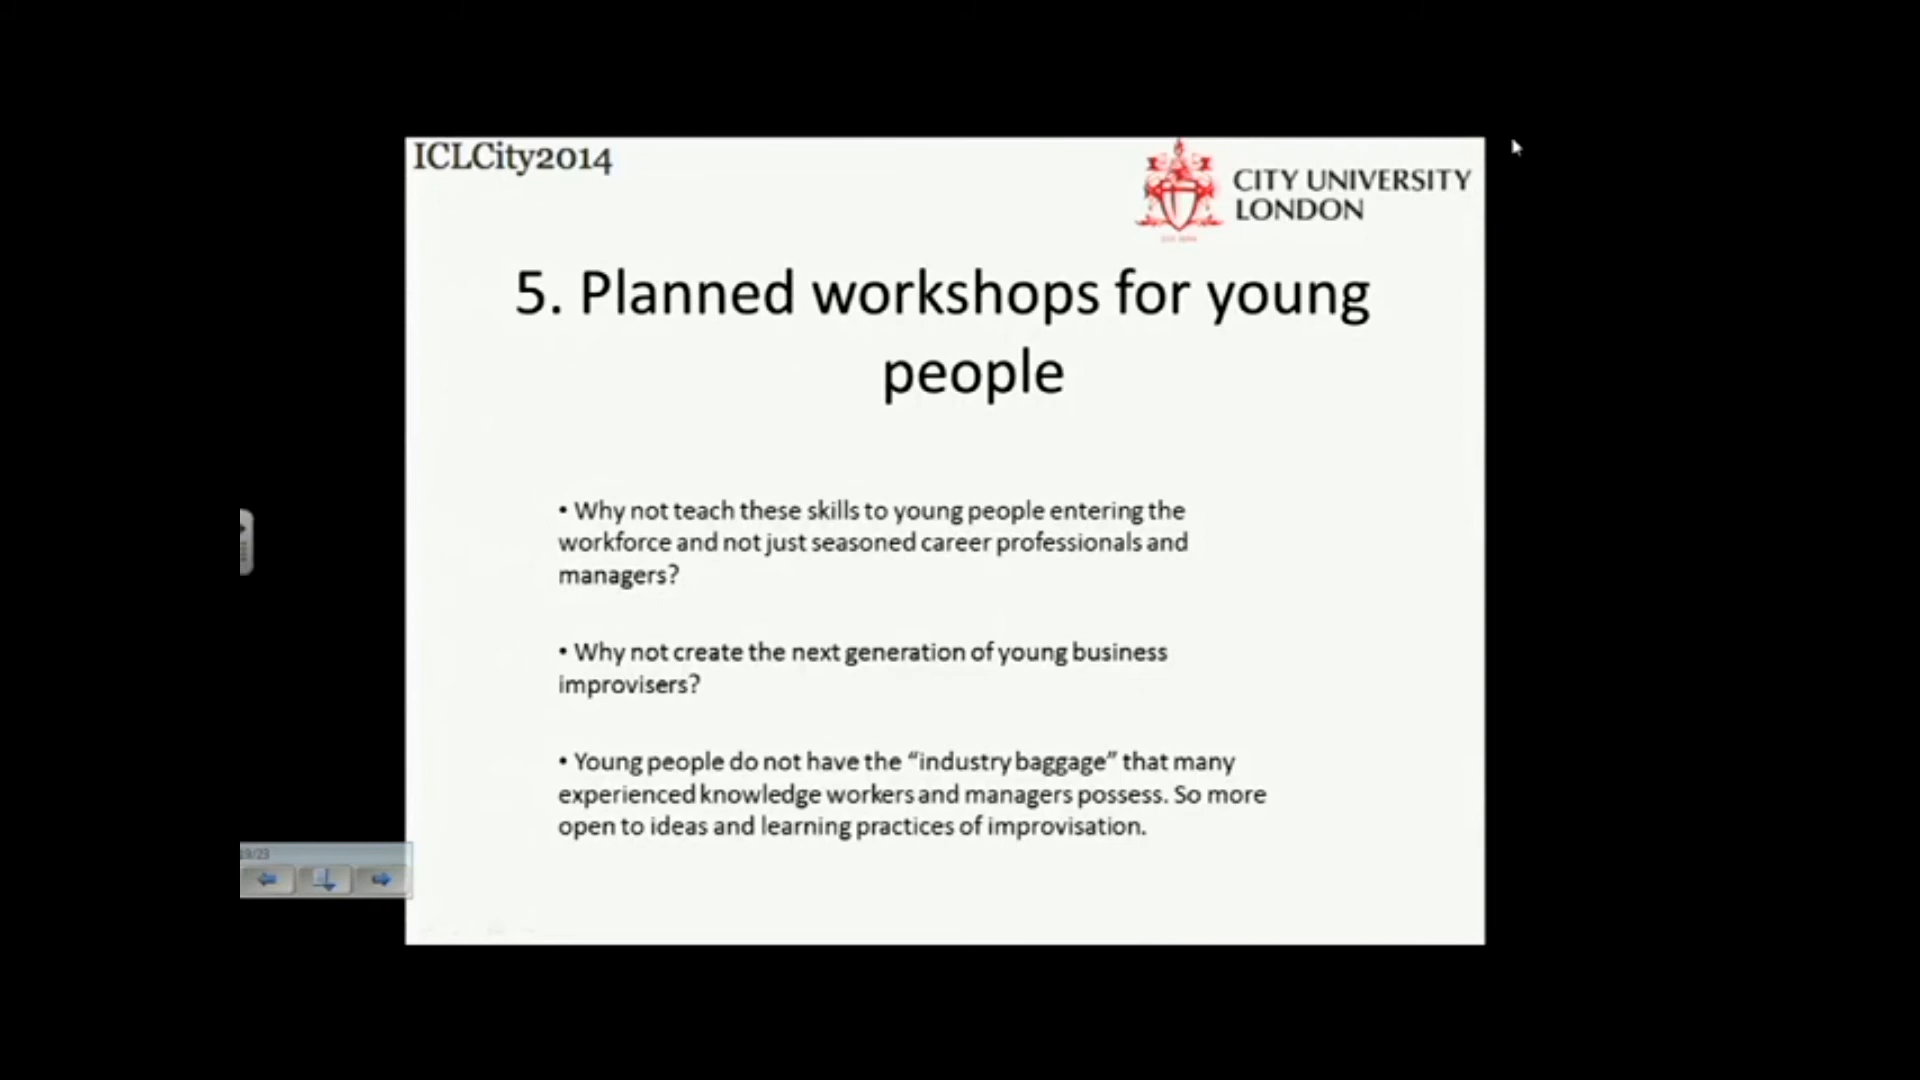 ICLCity2014
CITY UNIVERSITY
LONDON
5. Planned workshops for young
people
• Why not teach these skills to young people entering the
workforce and not just seasoned career professionals and
managers?
• Why not create the next generation of young business
improvisers?
• Young people do not have the “industry baggage” that many
experienced knowledge workers and managers possess. So more
open to ideas and learning practices of improvisation.
19/23